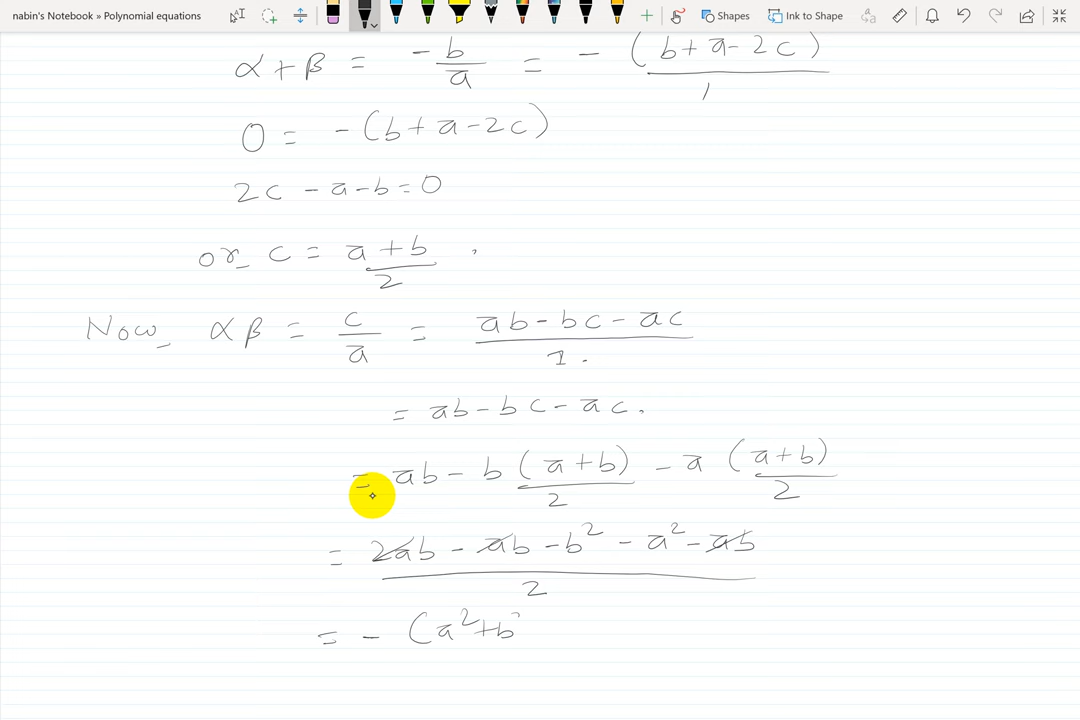 nabin's Notebook » Polynomial equations Shapes Ink to Shape
α + β = -b/a = -(b+a-2c)/1
0 = -(b+a-2c)
2c - a - b = 0
or c = (a+b)/2 .
Now, αβ = c/a = (ab-bc-ac)/1.
= ab - bc - ac.
= ab - b (a+b)/2 - a (a+b)/2
= (2ab - ab - b² - a² - ab)/2
= - (a²+b